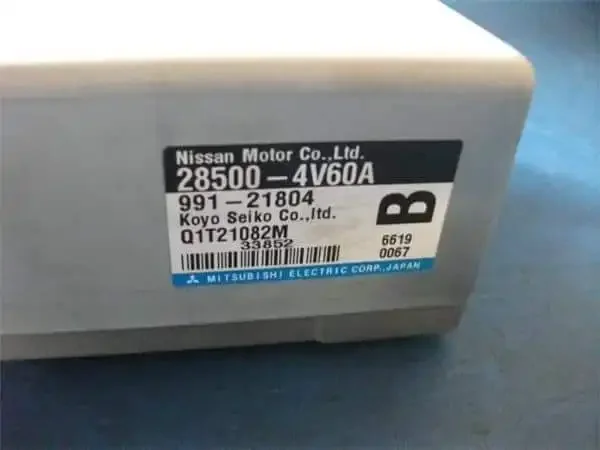 Nissan Motor Co.,Ltd.
28500-4V60A
991-21804
Koyo Seiko Co.,ltd.
Q1T21082M
33852
B
6619
0067
MITSUBISHI ELECTRIC CORP.,JAPAN